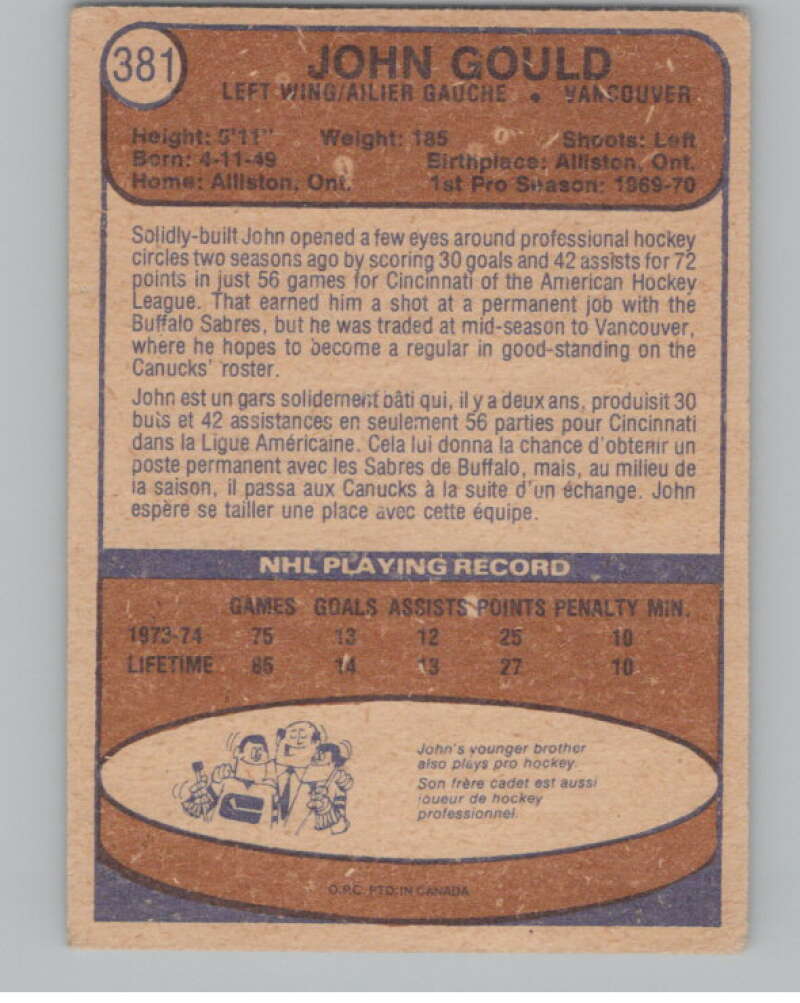 381
JOHN GOULD
LEFT WING/AILIER GAUCHE • VANCOUVER
Height: 5'11" Weight: 185 Shoots: Left
Born: 4-11-49 Birthplace: Alliston, Ont.
Home: Alliston, Ont. 1st Pro Season: 1969-70
Solidly-built John opened a few eyes around professional hockey
circles two seasons ago by scoring 30 goals and 42 assists for 72
points in just 56 games for Cincinnati of the American Hockey
League. That earned him a shot at a permanent job with the
Buffalo Sabres, but he was traded at mid-season to Vancouver,
where he hopes to become a regular in good-standing on the
Canucks' roster.
John est un gars solidement bâti qui, il y a deux ans, produisit 30
buts et 42 assistances en seulement 56 parties pour Cincinnati
dans la Ligue Américaine. Cela lui donna la chance d'obtenir un
poste permanent avec les Sabres de Buffalo, mais, au milieu de
la saison, il passa aux Canucks à la suite d'un échange. John
espère se tailler une place avec cette équipe.
NHL PLAYING RECORD
GAMES GOALS ASSISTS POINTS PENALTY MIN.
1973-74 75 13 12 25 10
LIFETIME 85 14 13 27 10
John's younger brother
also plays pro hockey.
Son frère cadet est aussi
joueur de hockey
professionnel.
O.P.C. PTD. IN CANADA